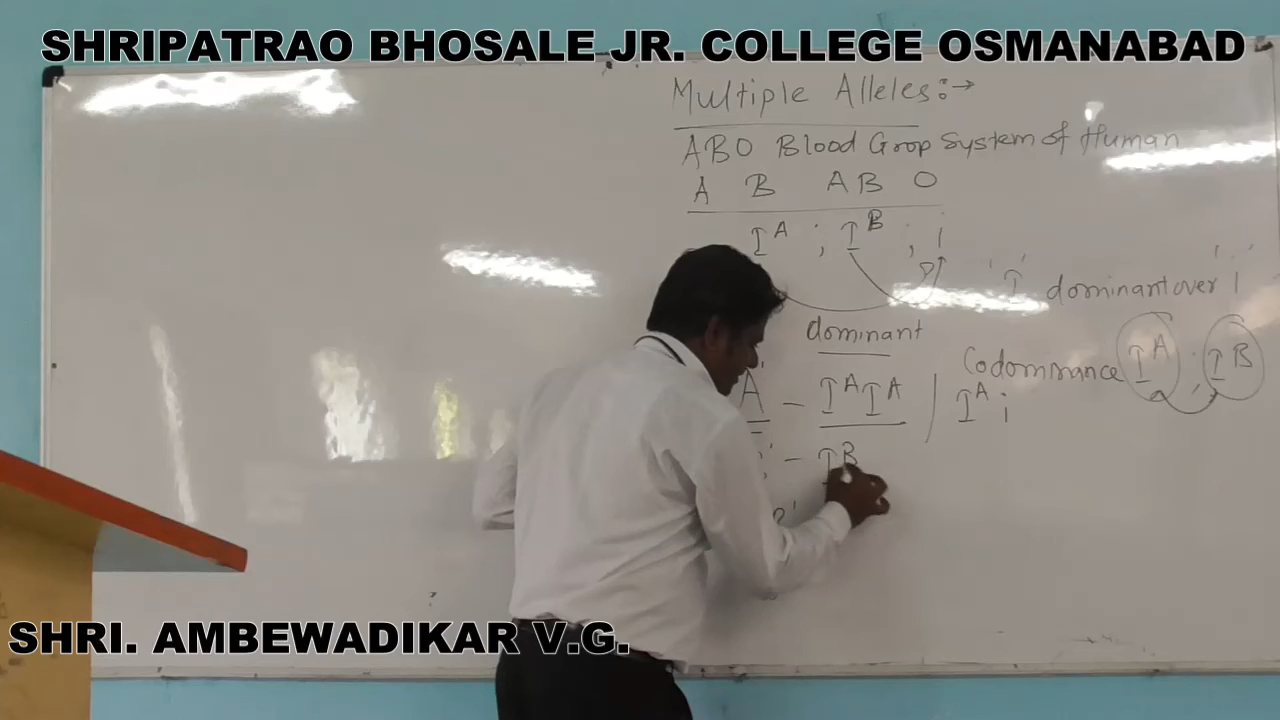 SHRIPATRAO BHOSALE JR. COLLEGE OSMANABAD
Multiple Alleles:→
ABO Blood Grop System of Human
A B AB O
I^A ; I^B ; i
'I' dominant over 'i'
dominant
Codominance I^A ; I^B
A' – I^A I^A / I^A i
– I^B
SHRI. AMBEWADIKAR V.G.